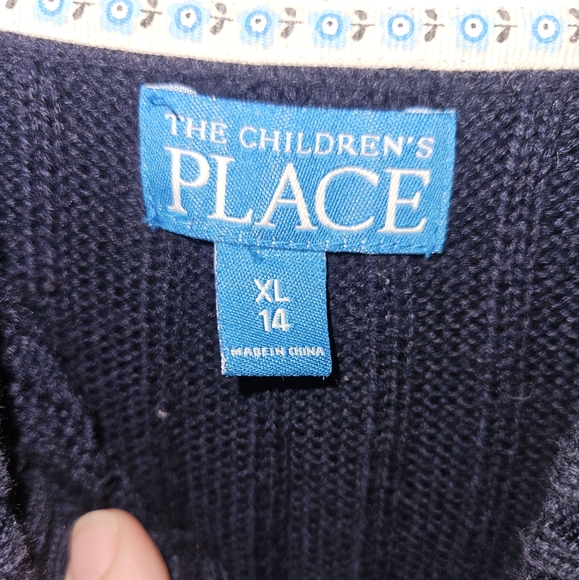 THE CHILDREN'S
PLACE
XL
14
MADE IN CHINA